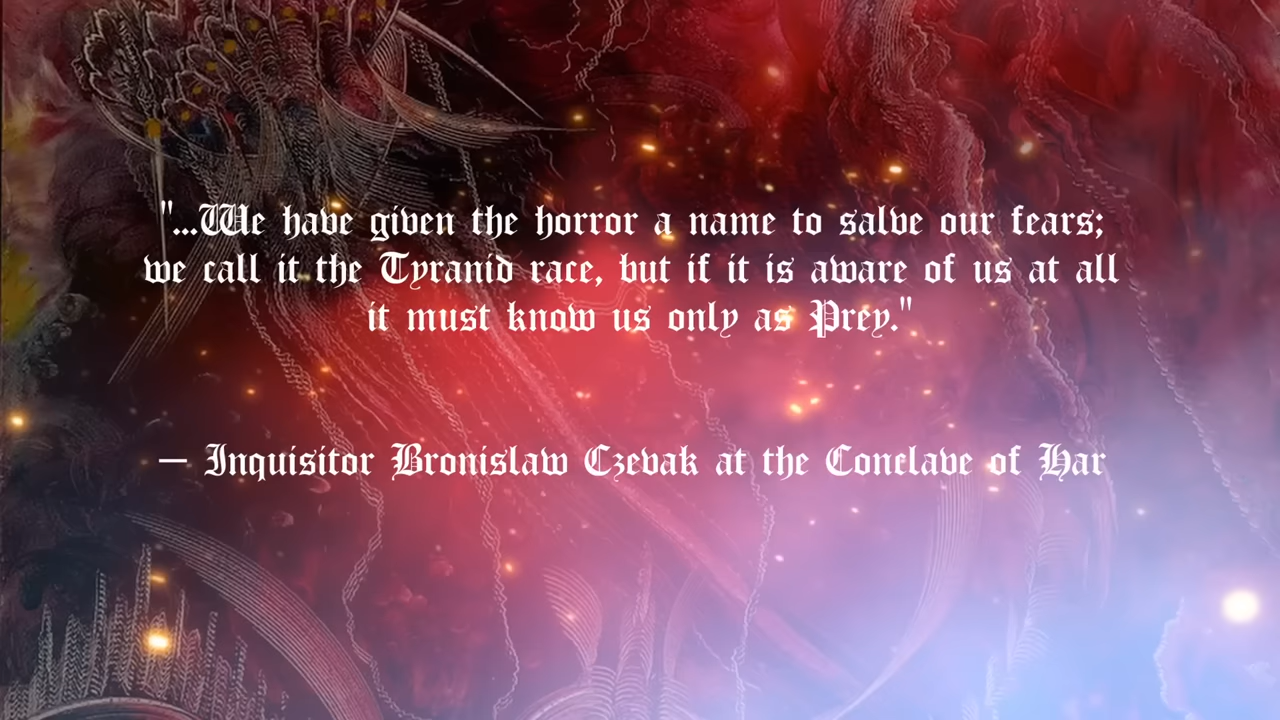 "...We have given the horror a name to salve our fears;
we call it the Tyranid race, but if it is aware of us at all
it must know us only as Prey."
— Inquisitor Bronislaw Czevak at the Conclave of Har